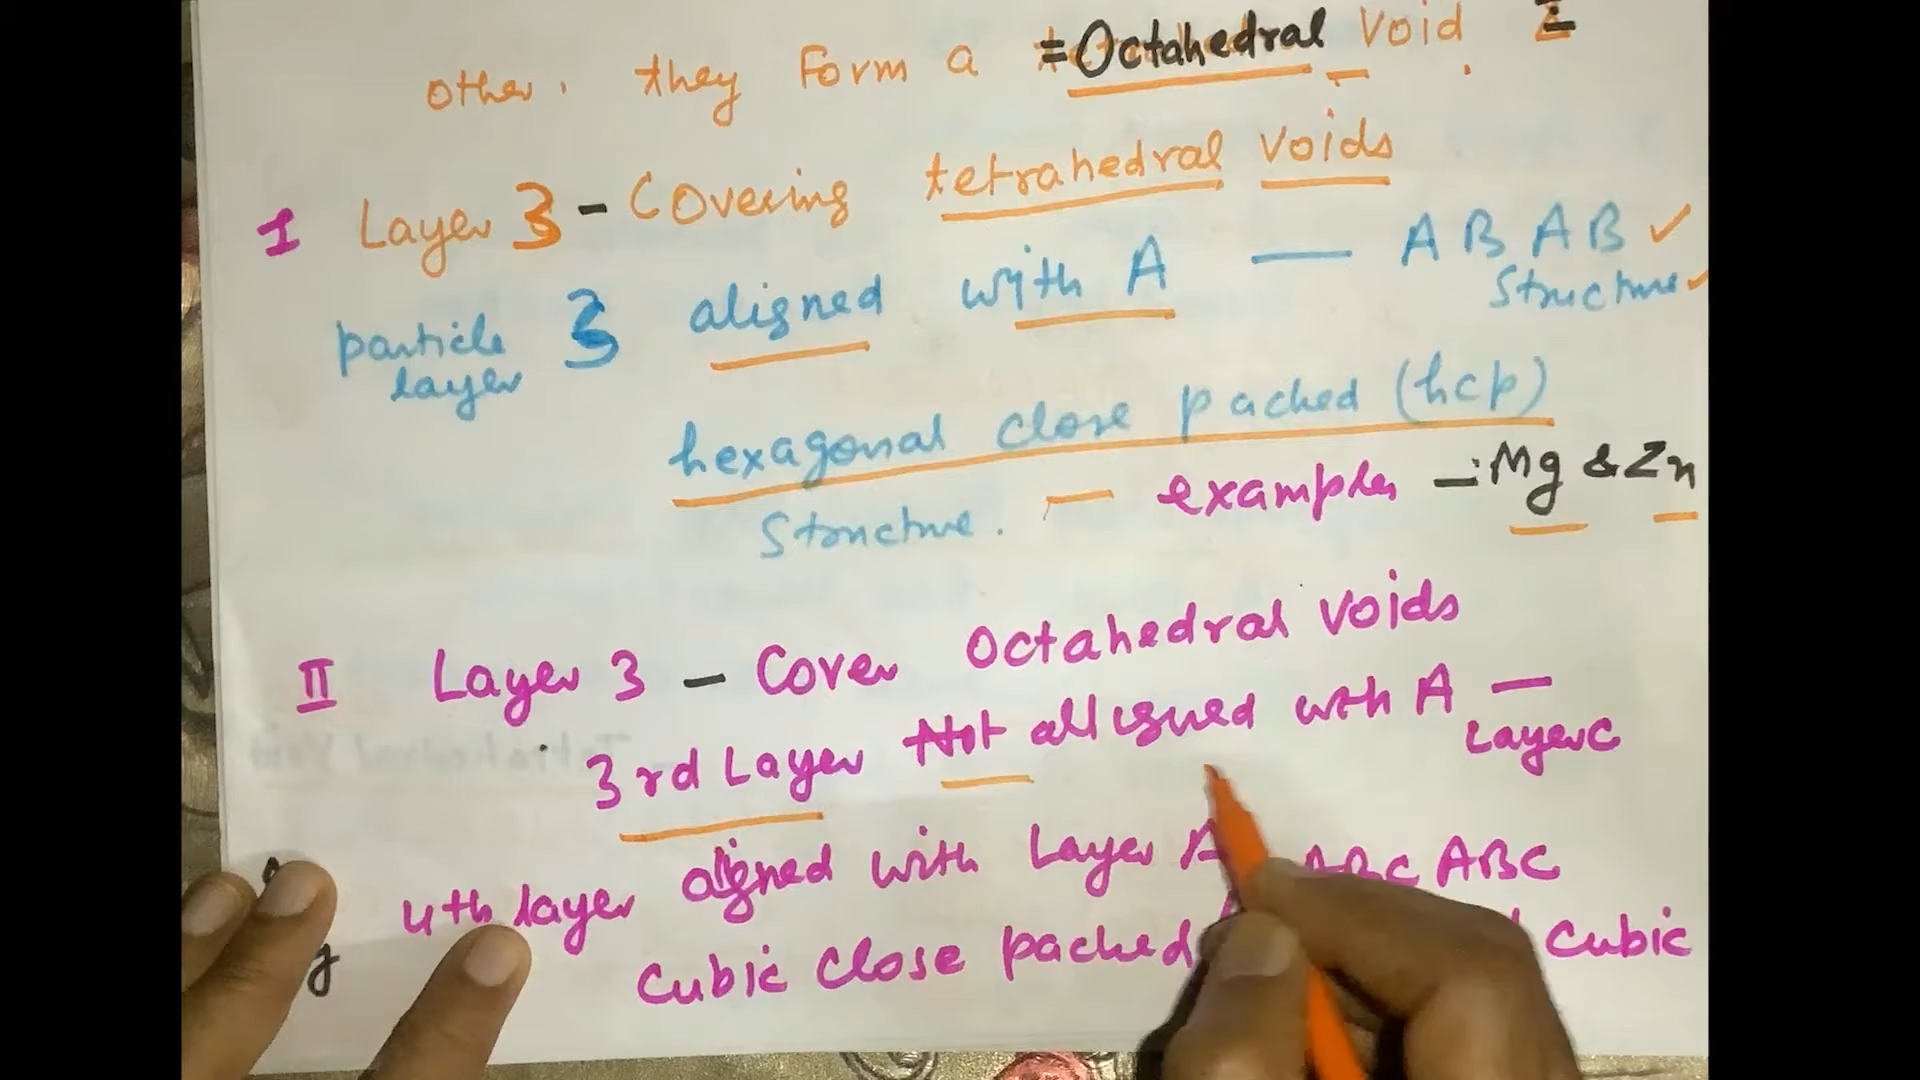 other. they form a =Octahedral Void.
I Layer 3 - Covering tetrahedral voids
particle layer 3 aligned with A — A B A B ✓
Structure ✓
hexagonal close packed (hcp)
Structure. — examples -: Mg & Zn
II Layer 3 - Cover Octahedral voids
3rd Layer Not alligned with A —
Layer C
4th layer aligned with Layer A ABC ABC
Cubic close packed Cubic